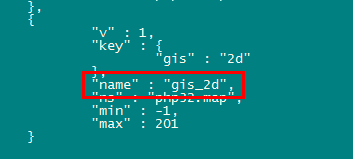 },
{
"v" : 1,
"key" : {
"gis" : "2d"
},
"name" : "gis_2d",
"ns" : "php32.map",
"min" : -1,
"max" : 201
}